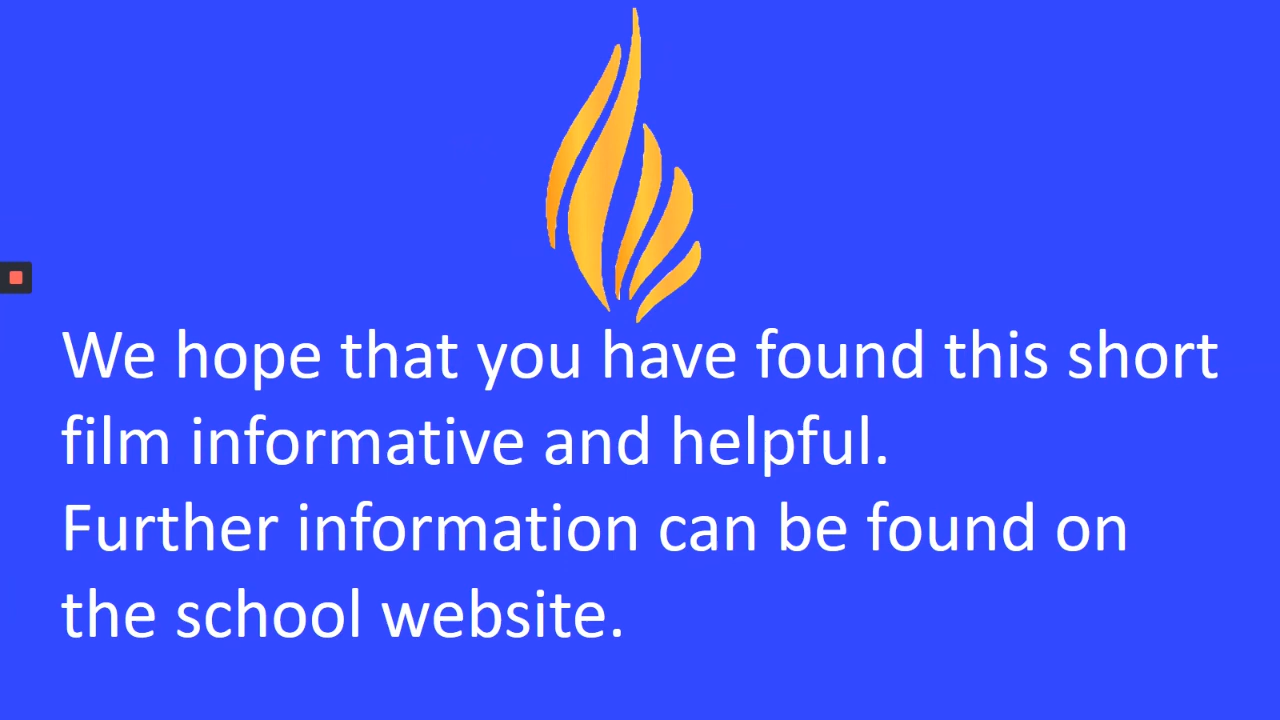 We hope that you have found this short
film informative and helpful.
Further information can be found on
the school website.